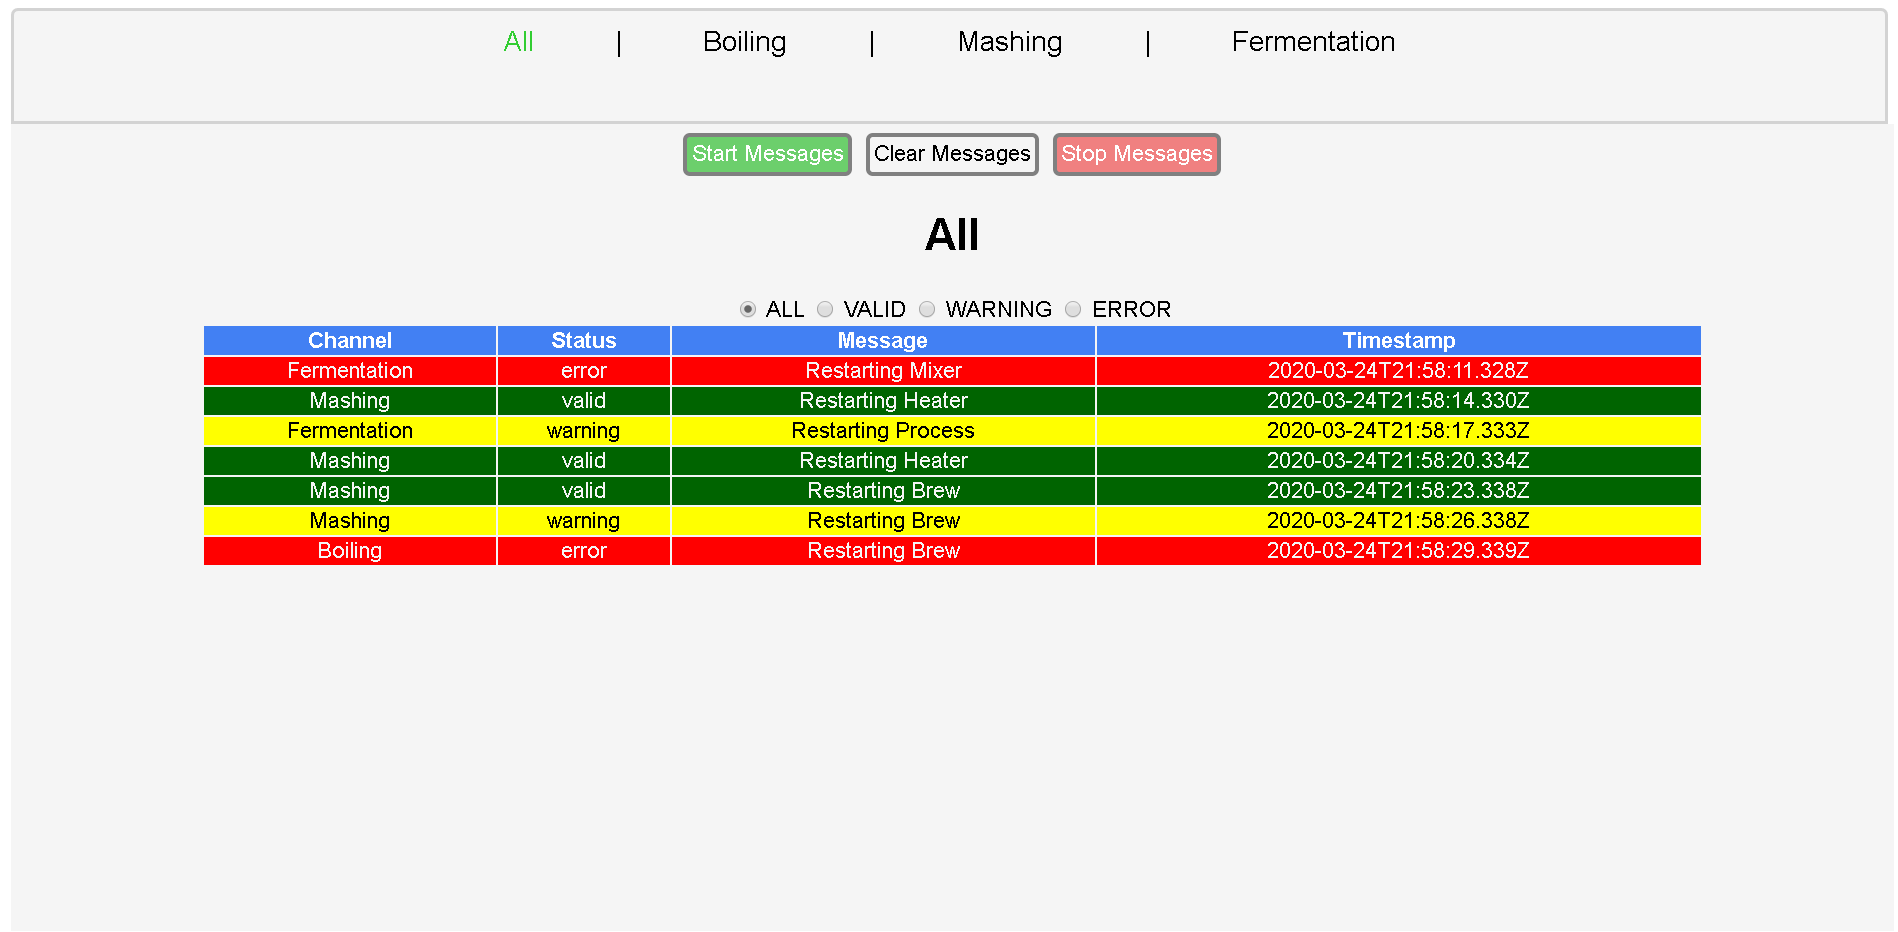 All | Boiling | Mashing | Fermentation
Start Messages Clear Messages Stop Messages
All
ALL VALID WARNING ERROR
Channel Status Message Timestamp
Fermentation error Restarting Mixer 2020-03-24T21:58:11.328Z
Mashing valid Restarting Heater 2020-03-24T21:58:14.330Z
Fermentation warning Restarting Process 2020-03-24T21:58:17.333Z
Mashing valid Restarting Heater 2020-03-24T21:58:20.334Z
Mashing valid Restarting Brew 2020-03-24T21:58:23.338Z
Mashing warning Restarting Brew 2020-03-24T21:58:26.338Z
Boiling error Restarting Brew 2020-03-24T21:58:29.339Z